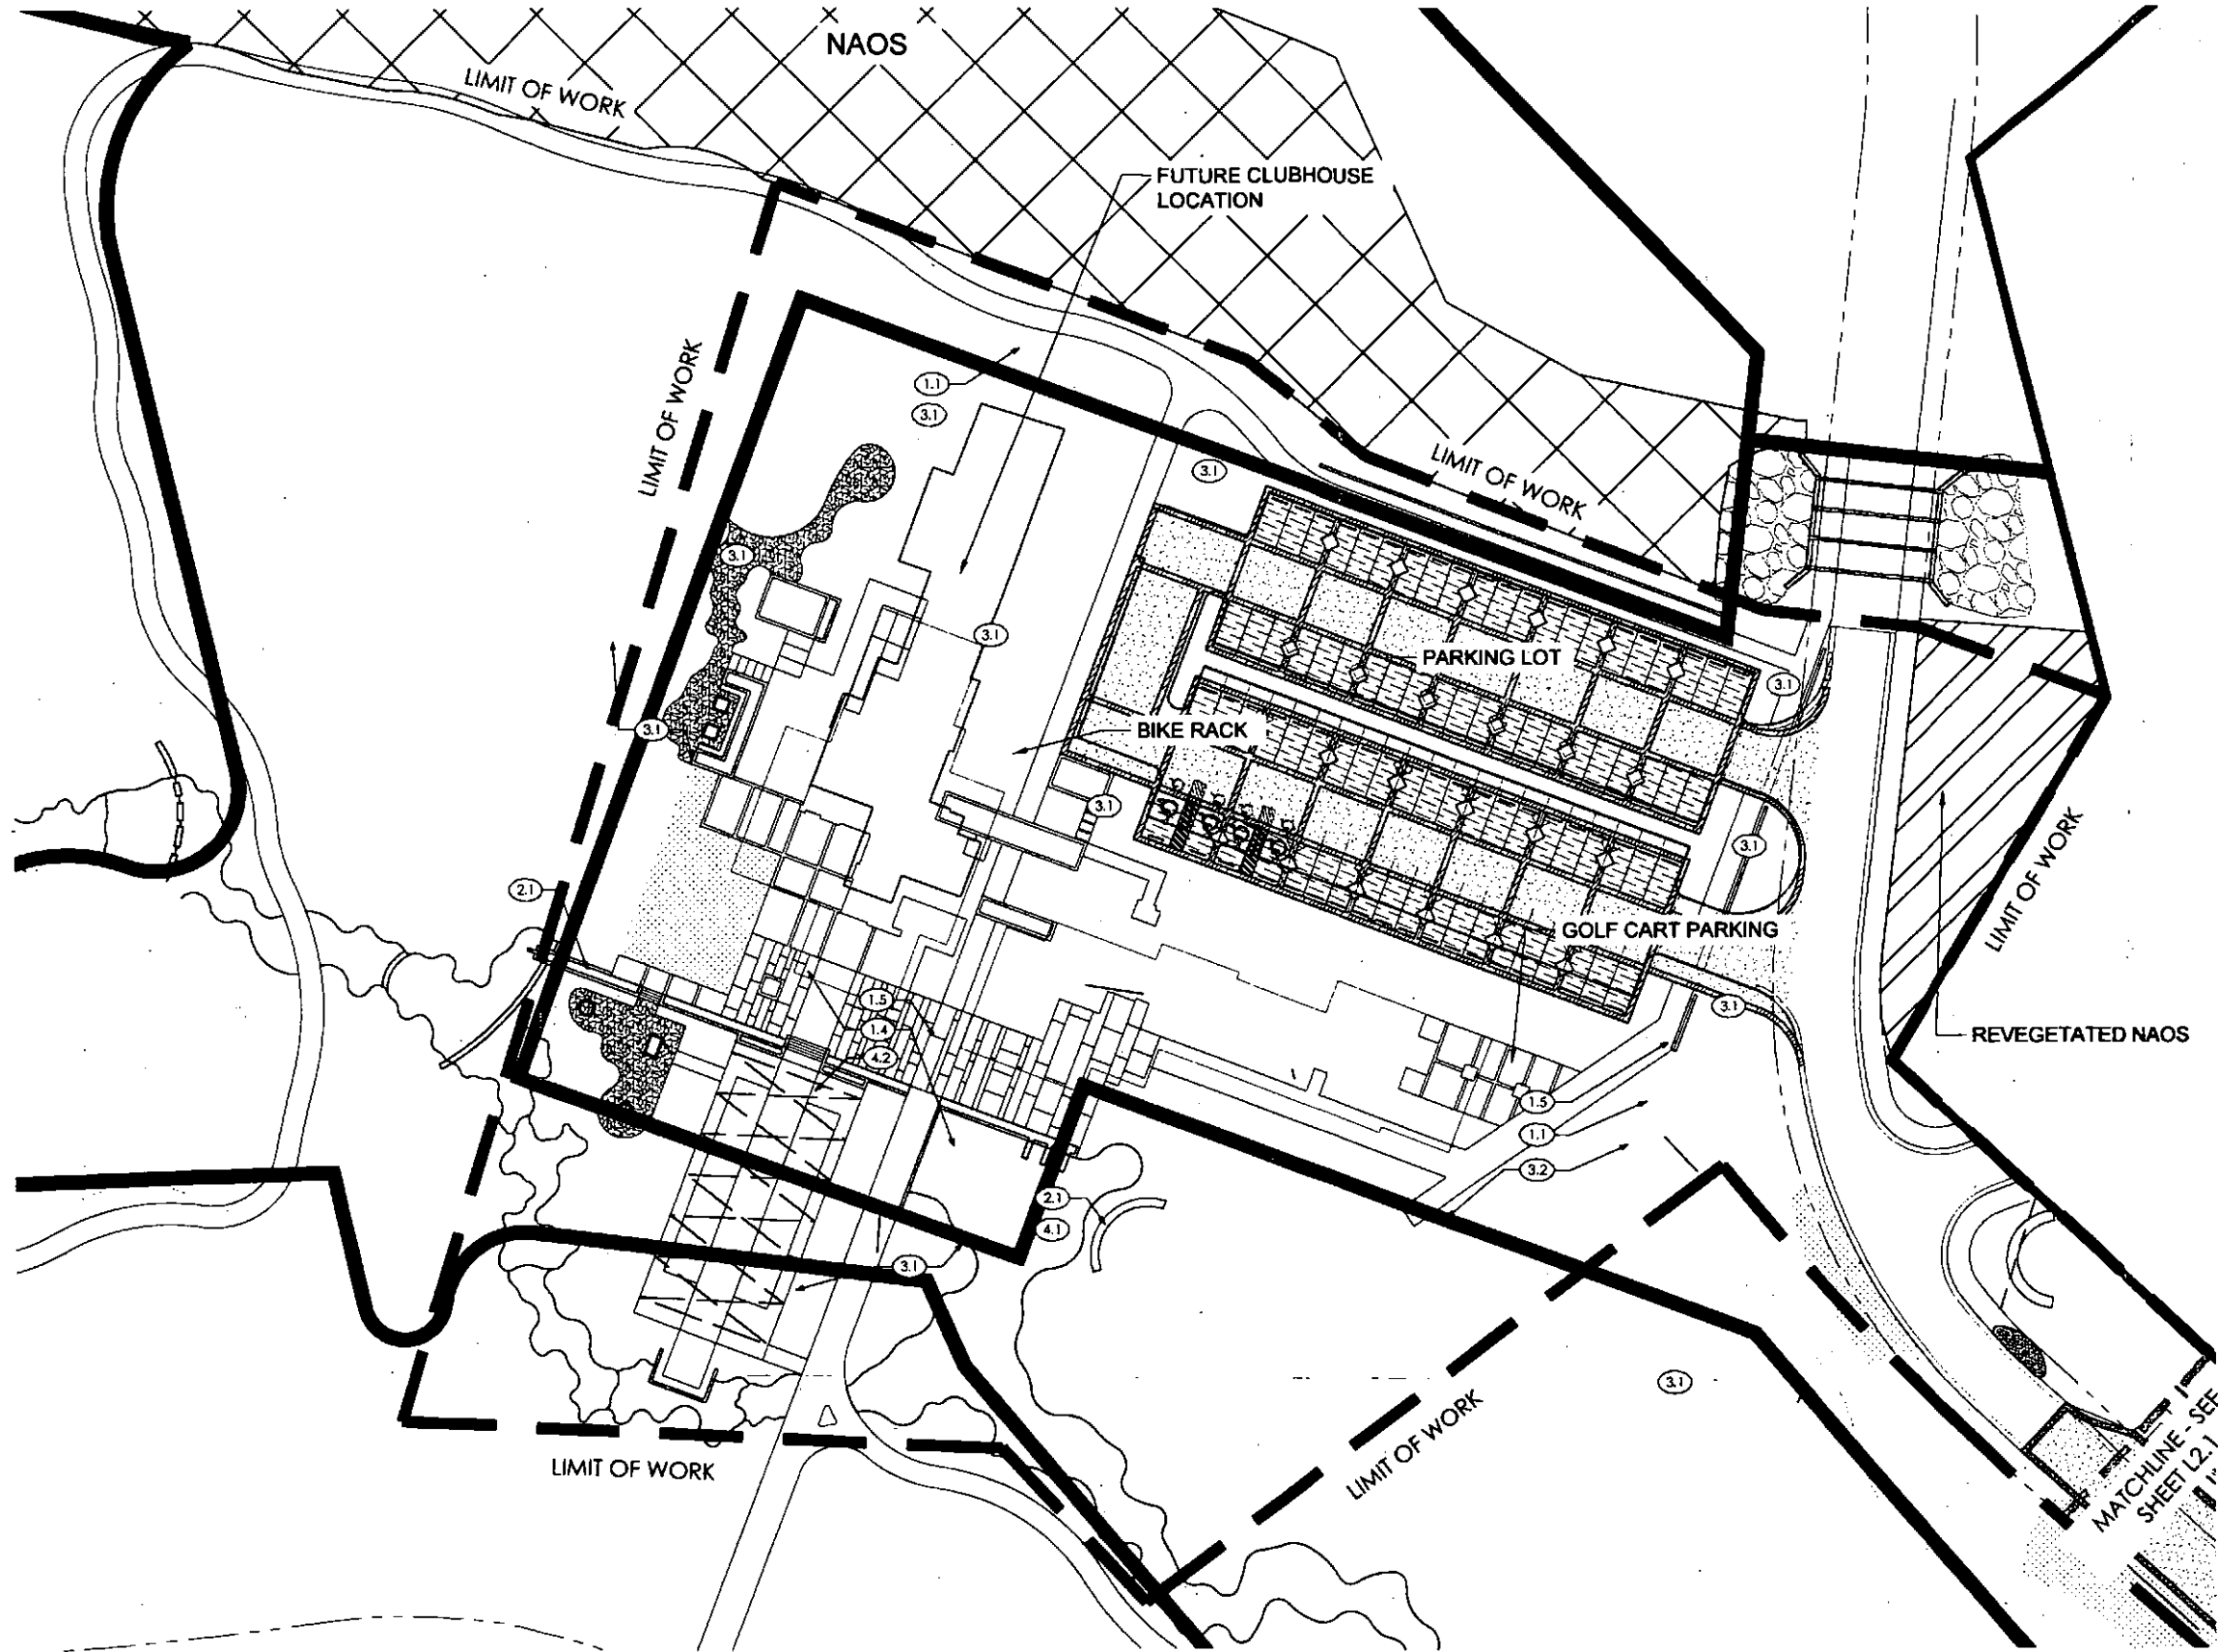 NAOS
LIMIT OF WORK
FUTURE CLUBHOUSE
LOCATION
LIMIT OF WORK
1.1
3.1
3.1
LIMIT OF WORK
3.1
3.1
PARKING LOT
3.1
3.1
BIKE RACK
3.1
3.1
LIMIT OF WORK
2.1
GOLF CART PARKING
1.5
3.1
1.4
REVEGETATED NAOS
4.2
1.5
1.1
3.2
2.1
4.1
3.1
3.1
LIMIT OF WORK
LIMIT OF WORK
MATCHLINE - SEE
SHEET L2.1